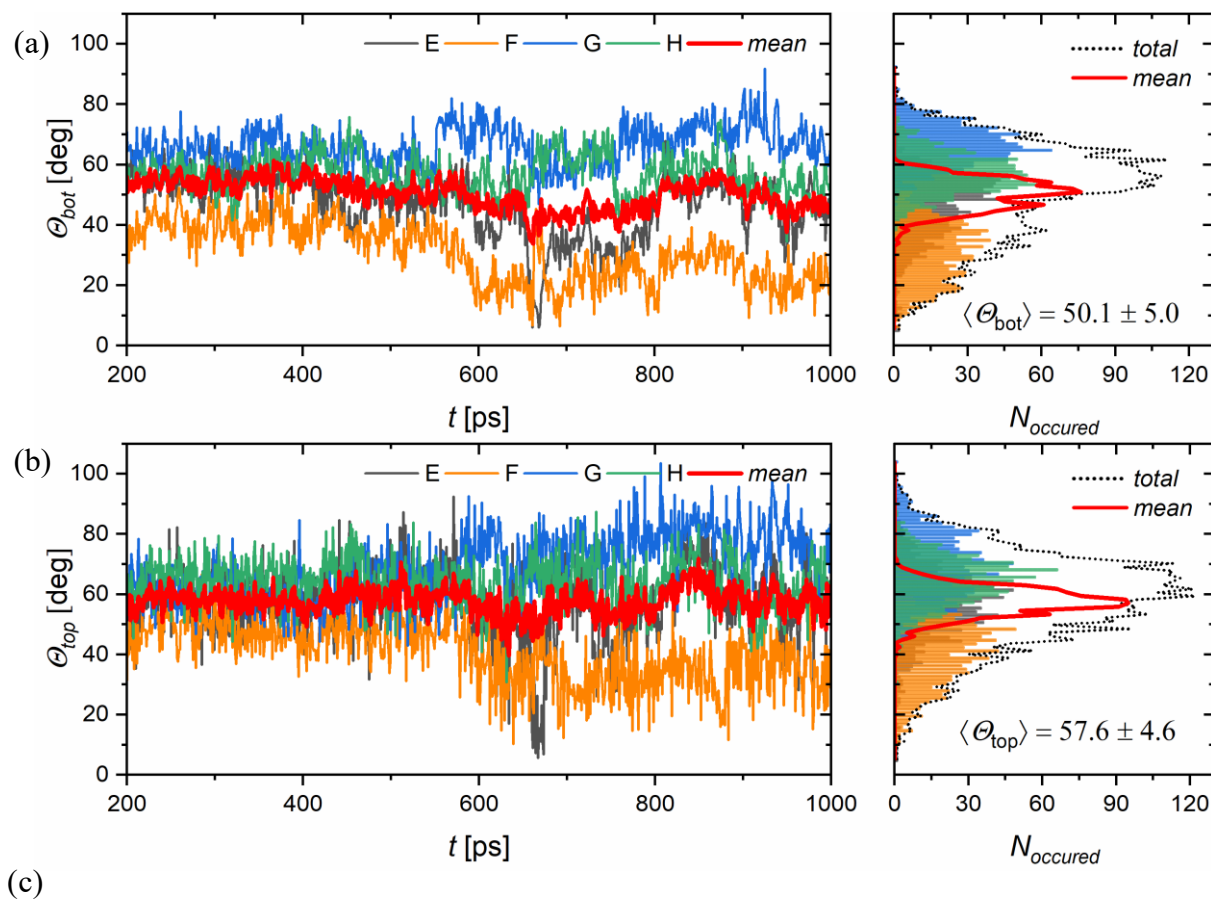 (a)
100
80
60
40
20
0
Θbot [deg]
E F G H mean
200 400 600 800 1000
t [ps]
total
mean
⟨Θbot⟩ = 50.1 ± 5.0
0 30 60 90 120
Noccured
(b)
100
80
60
40
20
0
Θtop [deg]
E F G H mean
200 400 600 800 1000
t [ps]
total
mean
⟨Θtop⟩ = 57.6 ± 4.6
0 30 60 90 120
Noccured
(c)